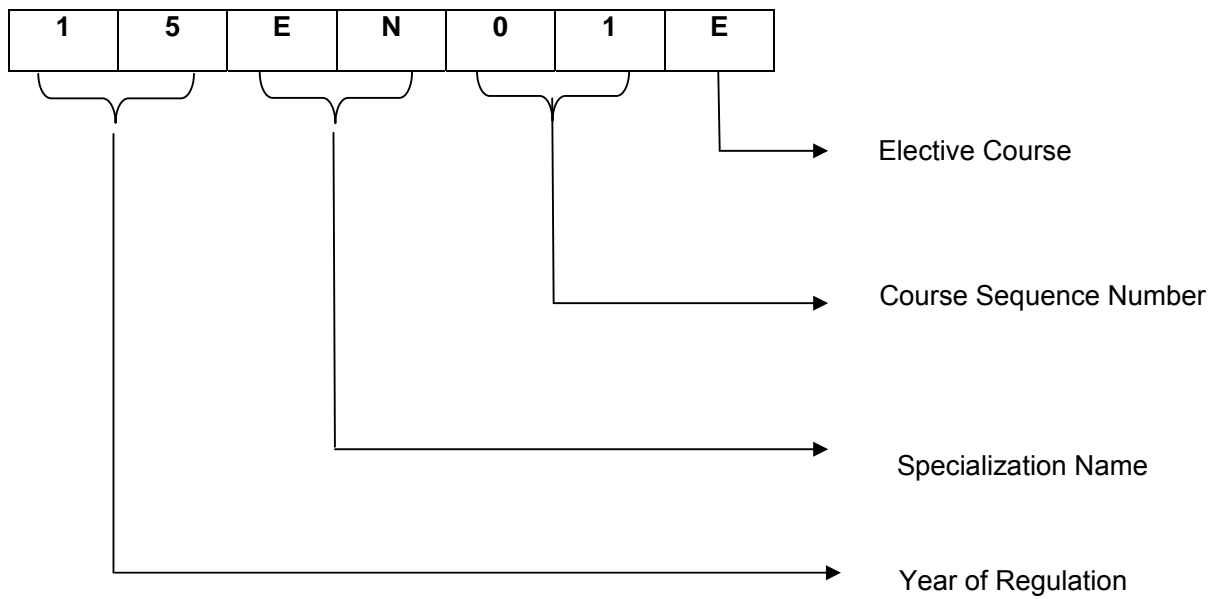 1 5 E N 0 1 E
Elective Course
Course Sequence Number
Specialization Name
Year of Regulation